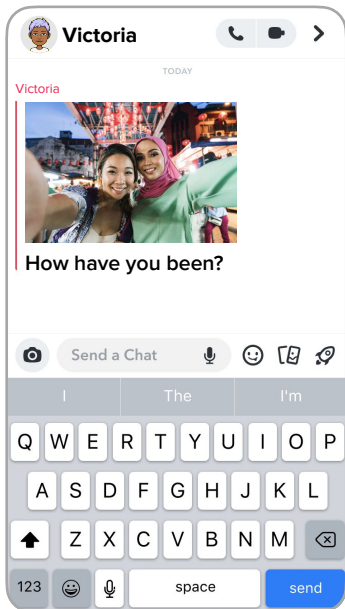 Victoria
TODAY
Victoria
How have you been?
Send a Chat
I The I'm
Q W E R T Y U I O P
A S D F G H J K L
Z X C V B N M
123 space send